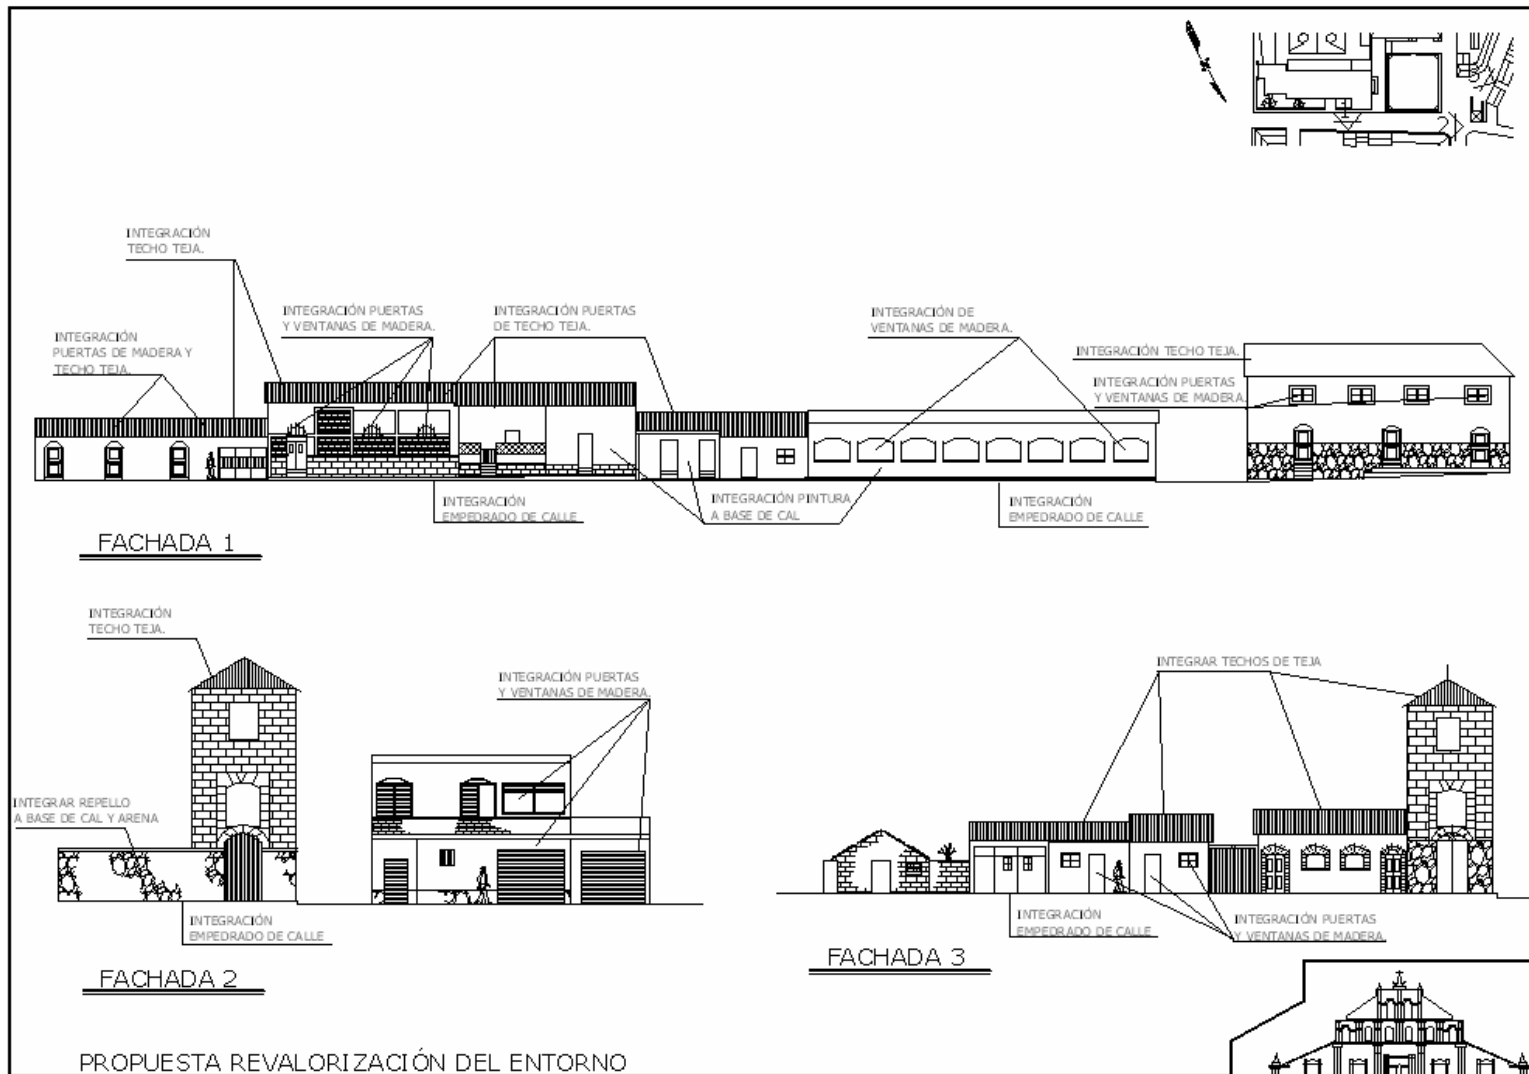 INTEGRACIÓN
TECHO TEJA.
INTEGRACIÓN
PUERTAS DE MADERA Y
TECHO TEJA.
INTEGRACIÓN PUERTAS
Y VENTANAS DE MADERA.
INTEGRACIÓN PUERTAS
DE TECHO TEJA.
INTEGRACIÓN DE
VENTANAS DE MADERA.
INTEGRACIÓN TECHO TEJA.
INTEGRACIÓN PUERTAS
Y VENTANAS DE MADERA.
INTEGRACIÓN
EMPEDRADO DE CALLE
INTEGRACIÓN PINTURA
A BASE DE CAL
INTEGRACIÓN
EMPEDRADO DE CALLE
FACHADA 1
INTEGRACIÓN
TECHO TEJA.
INTEGRACIÓN PUERTAS
Y VENTANAS DE MADERA.
INTEGRAR REPELLO
A BASE DE CAL Y ARENA
INTEGRACIÓN
EMPEDRADO DE CALLE
FACHADA 2
INTEGRAR TECHOS DE TEJA
INTEGRACIÓN
EMPEDRADO DE CALLE
INTEGRACIÓN PUERTAS
Y VENTANAS DE MADERA
FACHADA 3
PROPUESTA REVALORIZACIÓN DEL ENTORNO